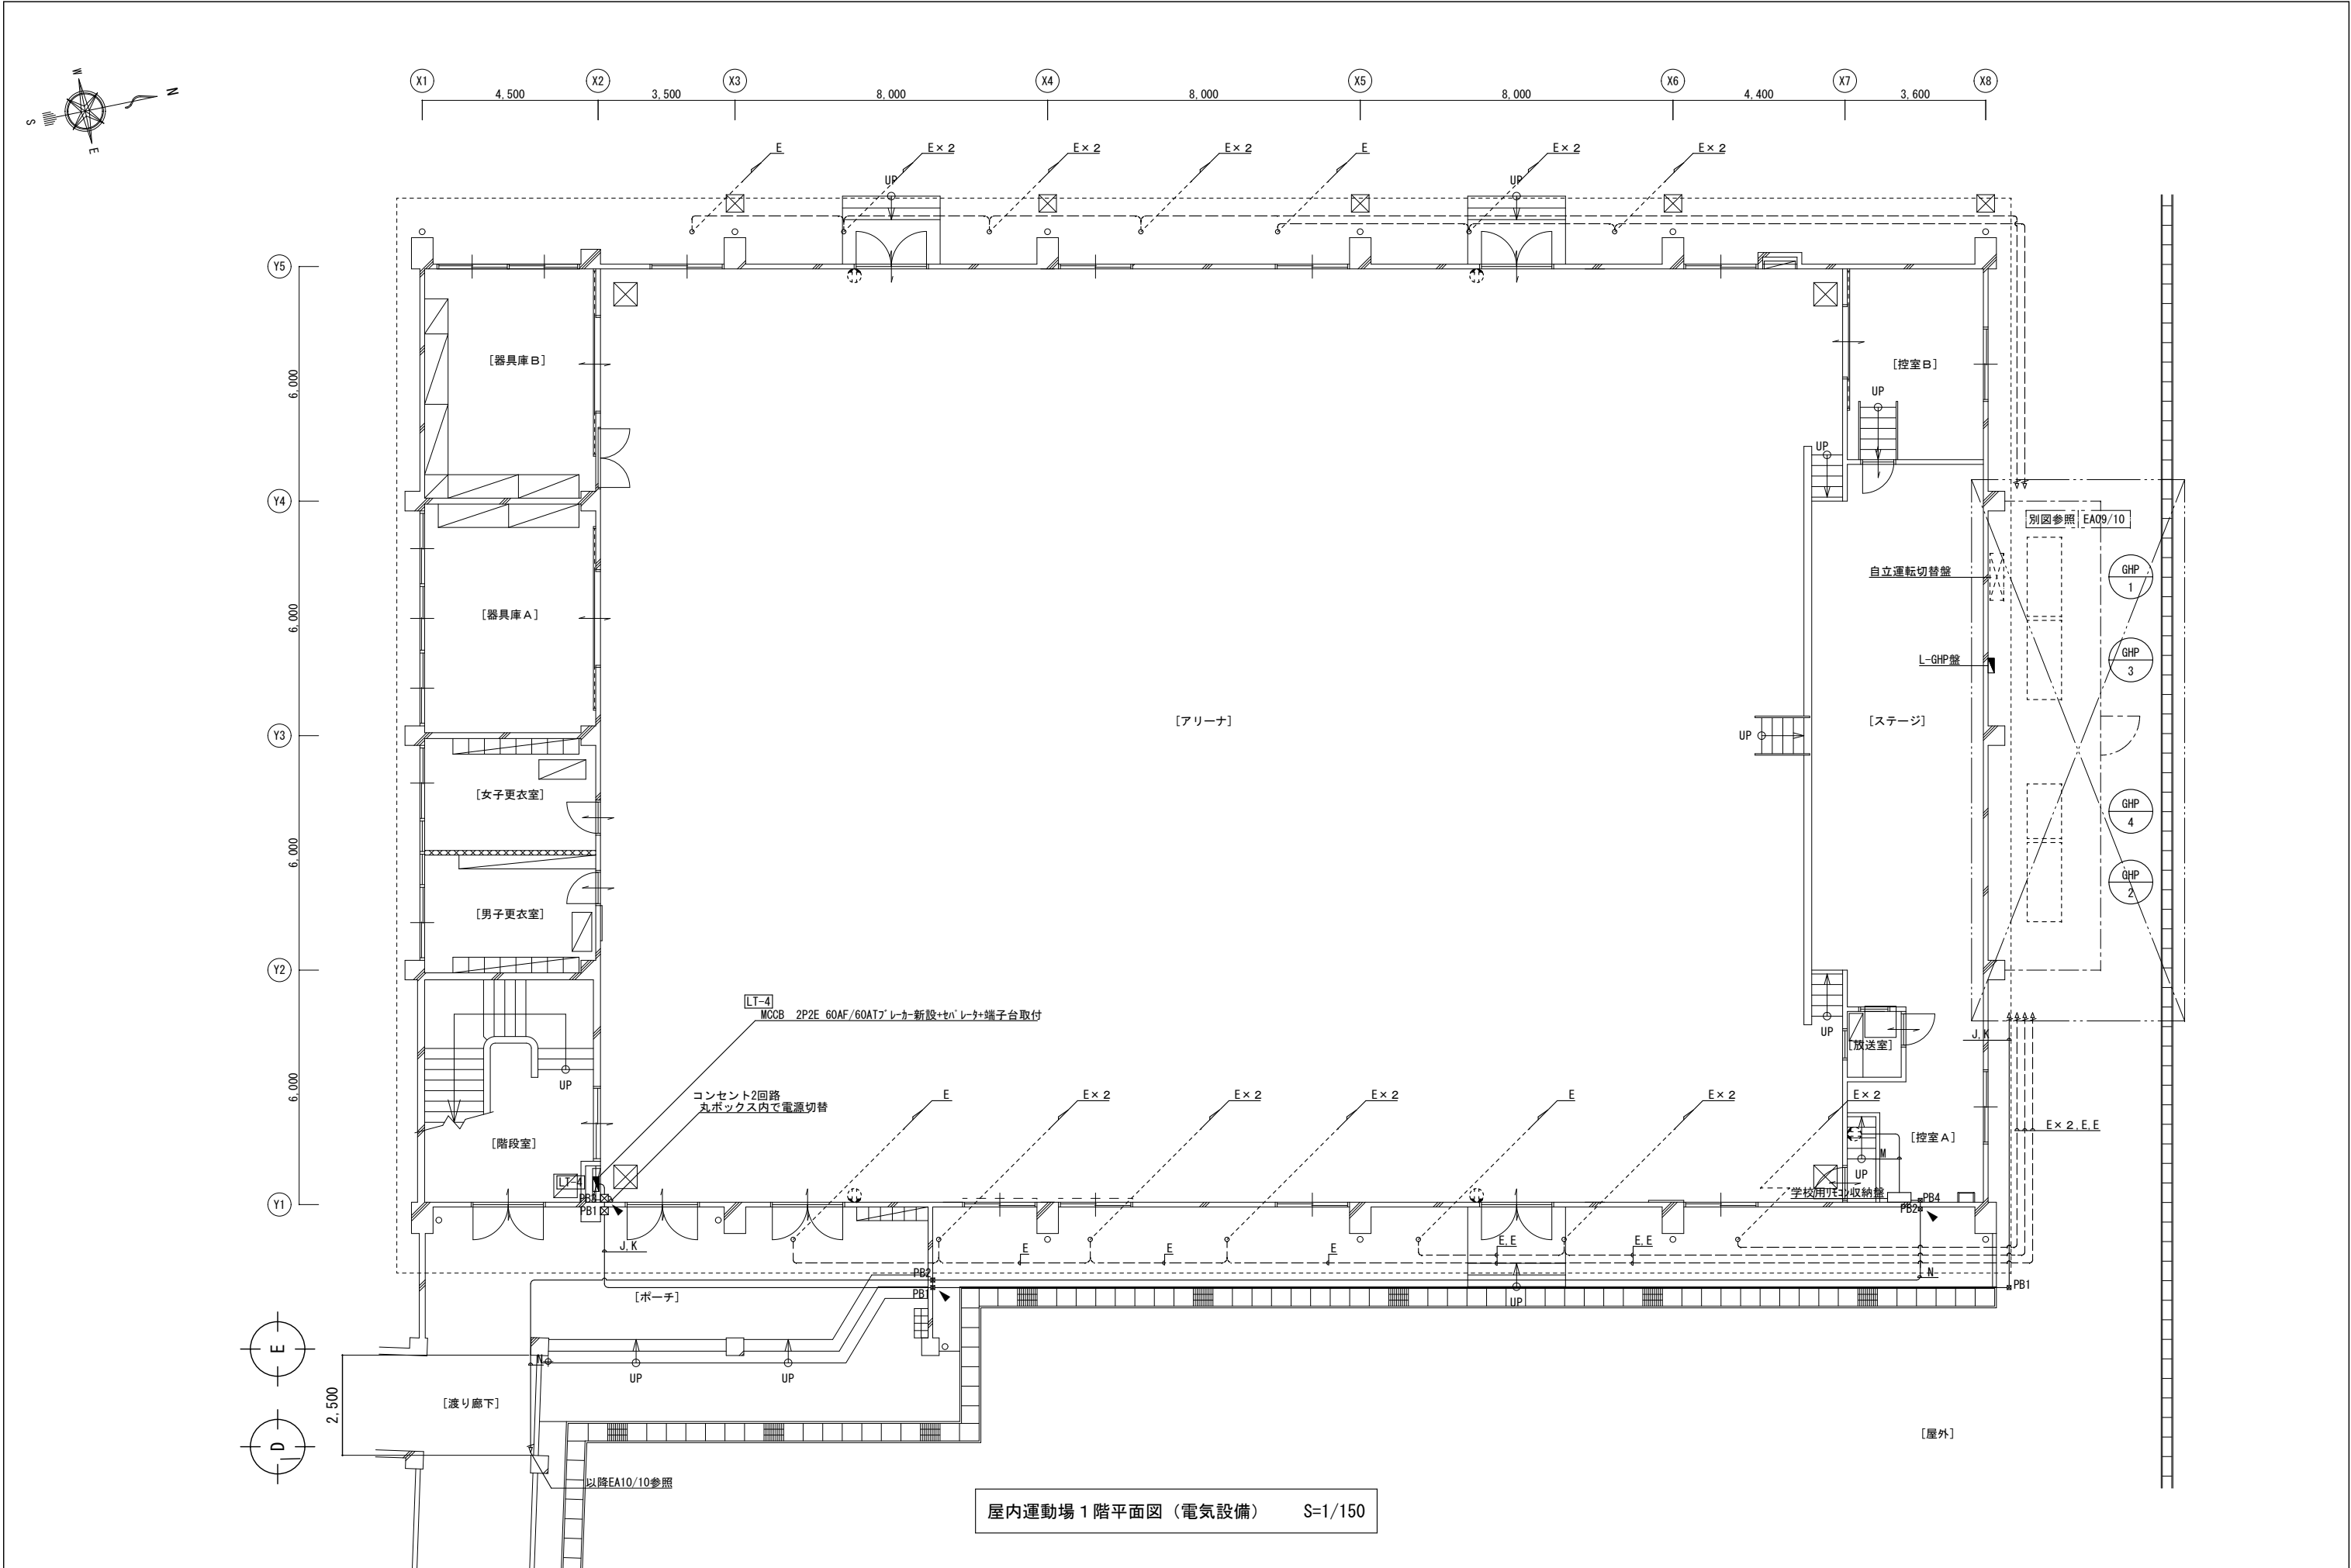 W
N
S
E
X1
X2
X3
X4
X5
X6
X7
X8
4,500
3,500
8,000
8,000
8,000
4,400
3,600
E
E×2
E×2
E×2
E
E×2
E×2
UP
UP
Y5
6,000
Y4
6,000
Y3
6,000
Y2
6,000
Y1
[器具庫B]
[控室B]
UP
UP
別図参照 EA09/10
自立運転切替盤
GHP
1
[器具庫A]
L-GHP盤
GHP
3
[アリーナ]
[ステージ]
UP
[女子更衣室]
GHP
4
GHP
2
[男子更衣室]
LT-4
MCCB 2P2E 60AF/60ATブレーカー新設+セパレータ+端子台取付
UP
[放送室]
J,K
UP
コンセント2回路
丸ボックス内で電源切替
E
E×2
E×2
E×2
E
E×2
E×2
E×2,E,E
[階段室]
[控室A]
M
UP
LT-4
学校用リモコン収納盤
PB3
PB1
PB4
PB2
J,K
E
E
E
E,E
E,E
PB2
PB1
N
PB1
[ポーチ]
UP
E
N
UP
UP
2,500
[渡り廊下]
D
[屋外]
以降EA10/10参照
屋内運動場1階平面図(電気設備) S=1/150